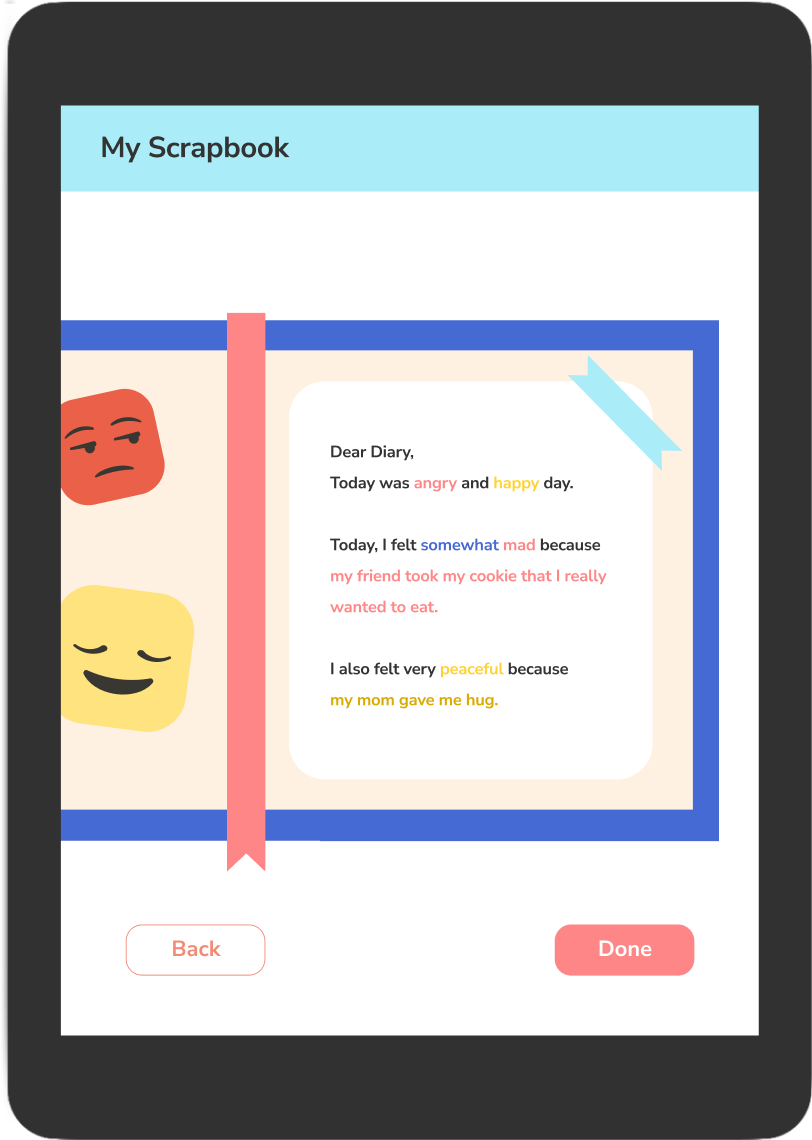 My Scrapbook
Dear Diary,
Today was angry and happy day.
Today, I felt somewhat mad because
my friend took my cookie that I really
wanted to eat.
I also felt very peaceful because
my mom gave me hug.
Back
Done